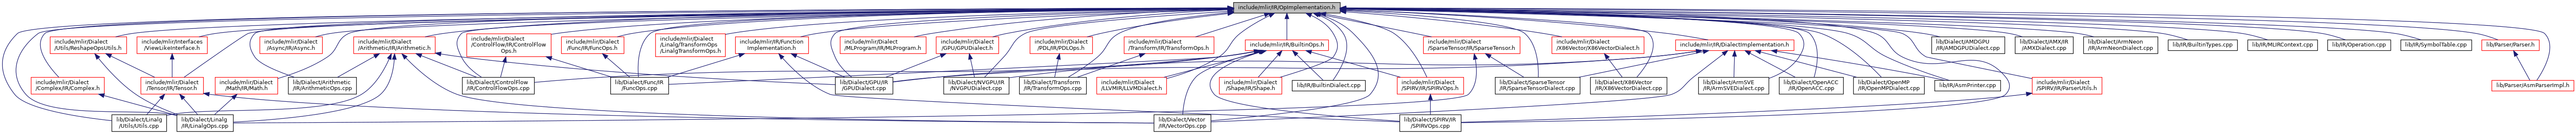 include/mlir/IR/OpImplementation.h
include/mlir/Dialect
/Utils/ReshapeOpsUtils.h
include/mlir/Interfaces
/ViewLikeInterface.h
include/mlir/Dialect
/Async/IR/Async.h
include/mlir/Dialect
/Arithmetic/IR/Arithmetic.h
include/mlir/Dialect
/ControlFlow/IR/ControlFlow
Ops.h
include/mlir/Dialect
/Func/IR/FuncOps.h
include/mlir/Dialect
/Linalg/TransformOps
/LinalgTransformOps.h
include/mlir/IR/Function
Implementation.h
include/mlir/Dialect
/MLProgram/IR/MLProgram.h
include/mlir/Dialect
/GPU/GPUDialect.h
include/mlir/Dialect
/PDL/IR/PDLOps.h
include/mlir/Dialect
/Transform/IR/TransformOps.h
include/mlir/IR/BuiltinOps.h
include/mlir/Dialect
/SparseTensor/IR/SparseTensor.h
include/mlir/Dialect
/X86Vector/X86VectorDialect.h
include/mlir/IR/DialectImplementation.h
lib/Dialect/AMDGPU
/IR/AMDGPUDialect.cpp
lib/Dialect/AMX/IR
/AMXDialect.cpp
lib/Dialect/ArmNeon
/IR/ArmNeonDialect.cpp
lib/IR/BuiltinTypes.cpp
lib/IR/MLIRContext.cpp
lib/IR/Operation.cpp
lib/IR/SymbolTable.cpp
lib/Parser/Parser.h
include/mlir/Dialect
/Complex/IR/Complex.h
include/mlir/Dialect
/Tensor/IR/Tensor.h
include/mlir/Dialect
/Math/IR/Math.h
lib/Dialect/Arithmetic
/IR/ArithmeticOps.cpp
lib/Dialect/ControlFlow
/IR/ControlFlowOps.cpp
lib/Dialect/Func/IR
/FuncOps.cpp
lib/Dialect/GPU/IR
/GPUDialect.cpp
lib/Dialect/NVGPU/IR
/NVGPUDialect.cpp
lib/Dialect/Transform
/IR/TransformOps.cpp
include/mlir/Dialect
/LLVMIR/LLVMDialect.h
include/mlir/Dialect
/Shape/IR/Shape.h
lib/IR/BuiltinDialect.cpp
include/mlir/Dialect
/SPIRV/IR/SPIRVOps.h
lib/Dialect/SparseTensor
/IR/SparseTensorDialect.cpp
lib/Dialect/X86Vector
/IR/X86VectorDialect.cpp
lib/Dialect/ArmSVE
/IR/ArmSVEDialect.cpp
lib/Dialect/OpenACC
/IR/OpenACC.cpp
lib/Dialect/OpenMP
/IR/OpenMPDialect.cpp
lib/IR/AsmPrinter.cpp
include/mlir/Dialect
/SPIRV/IR/ParserUtils.h
lib/Parser/AsmParserImpl.h
lib/Dialect/Linalg
/Utils/Utils.cpp
lib/Dialect/Linalg
/IR/LinalgOps.cpp
lib/Dialect/Vector
/IR/VectorOps.cpp
lib/Dialect/SPIRV/IR
/SPIRVOps.cpp